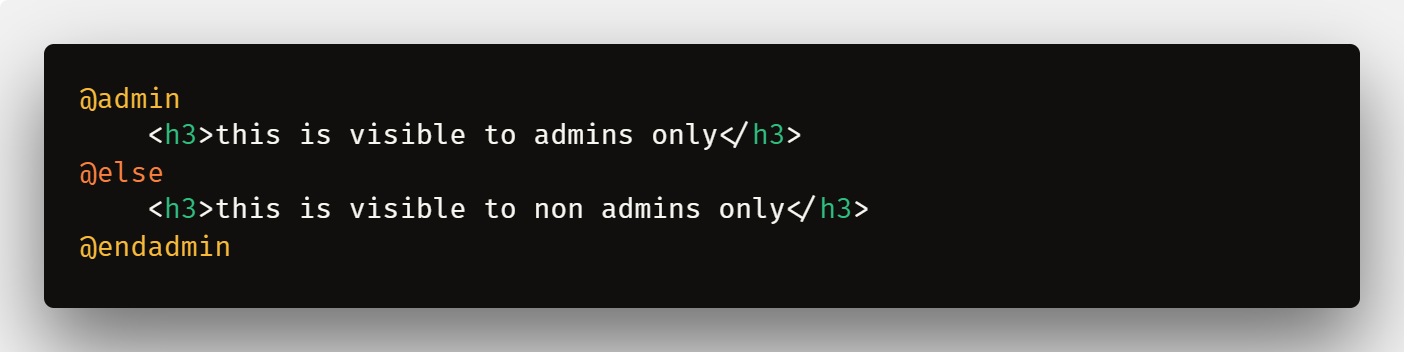 @admin
    <h3>this is visible to admins only</h3>
@else
    <h3>this is visible to non admins only</h3>
@endadmin